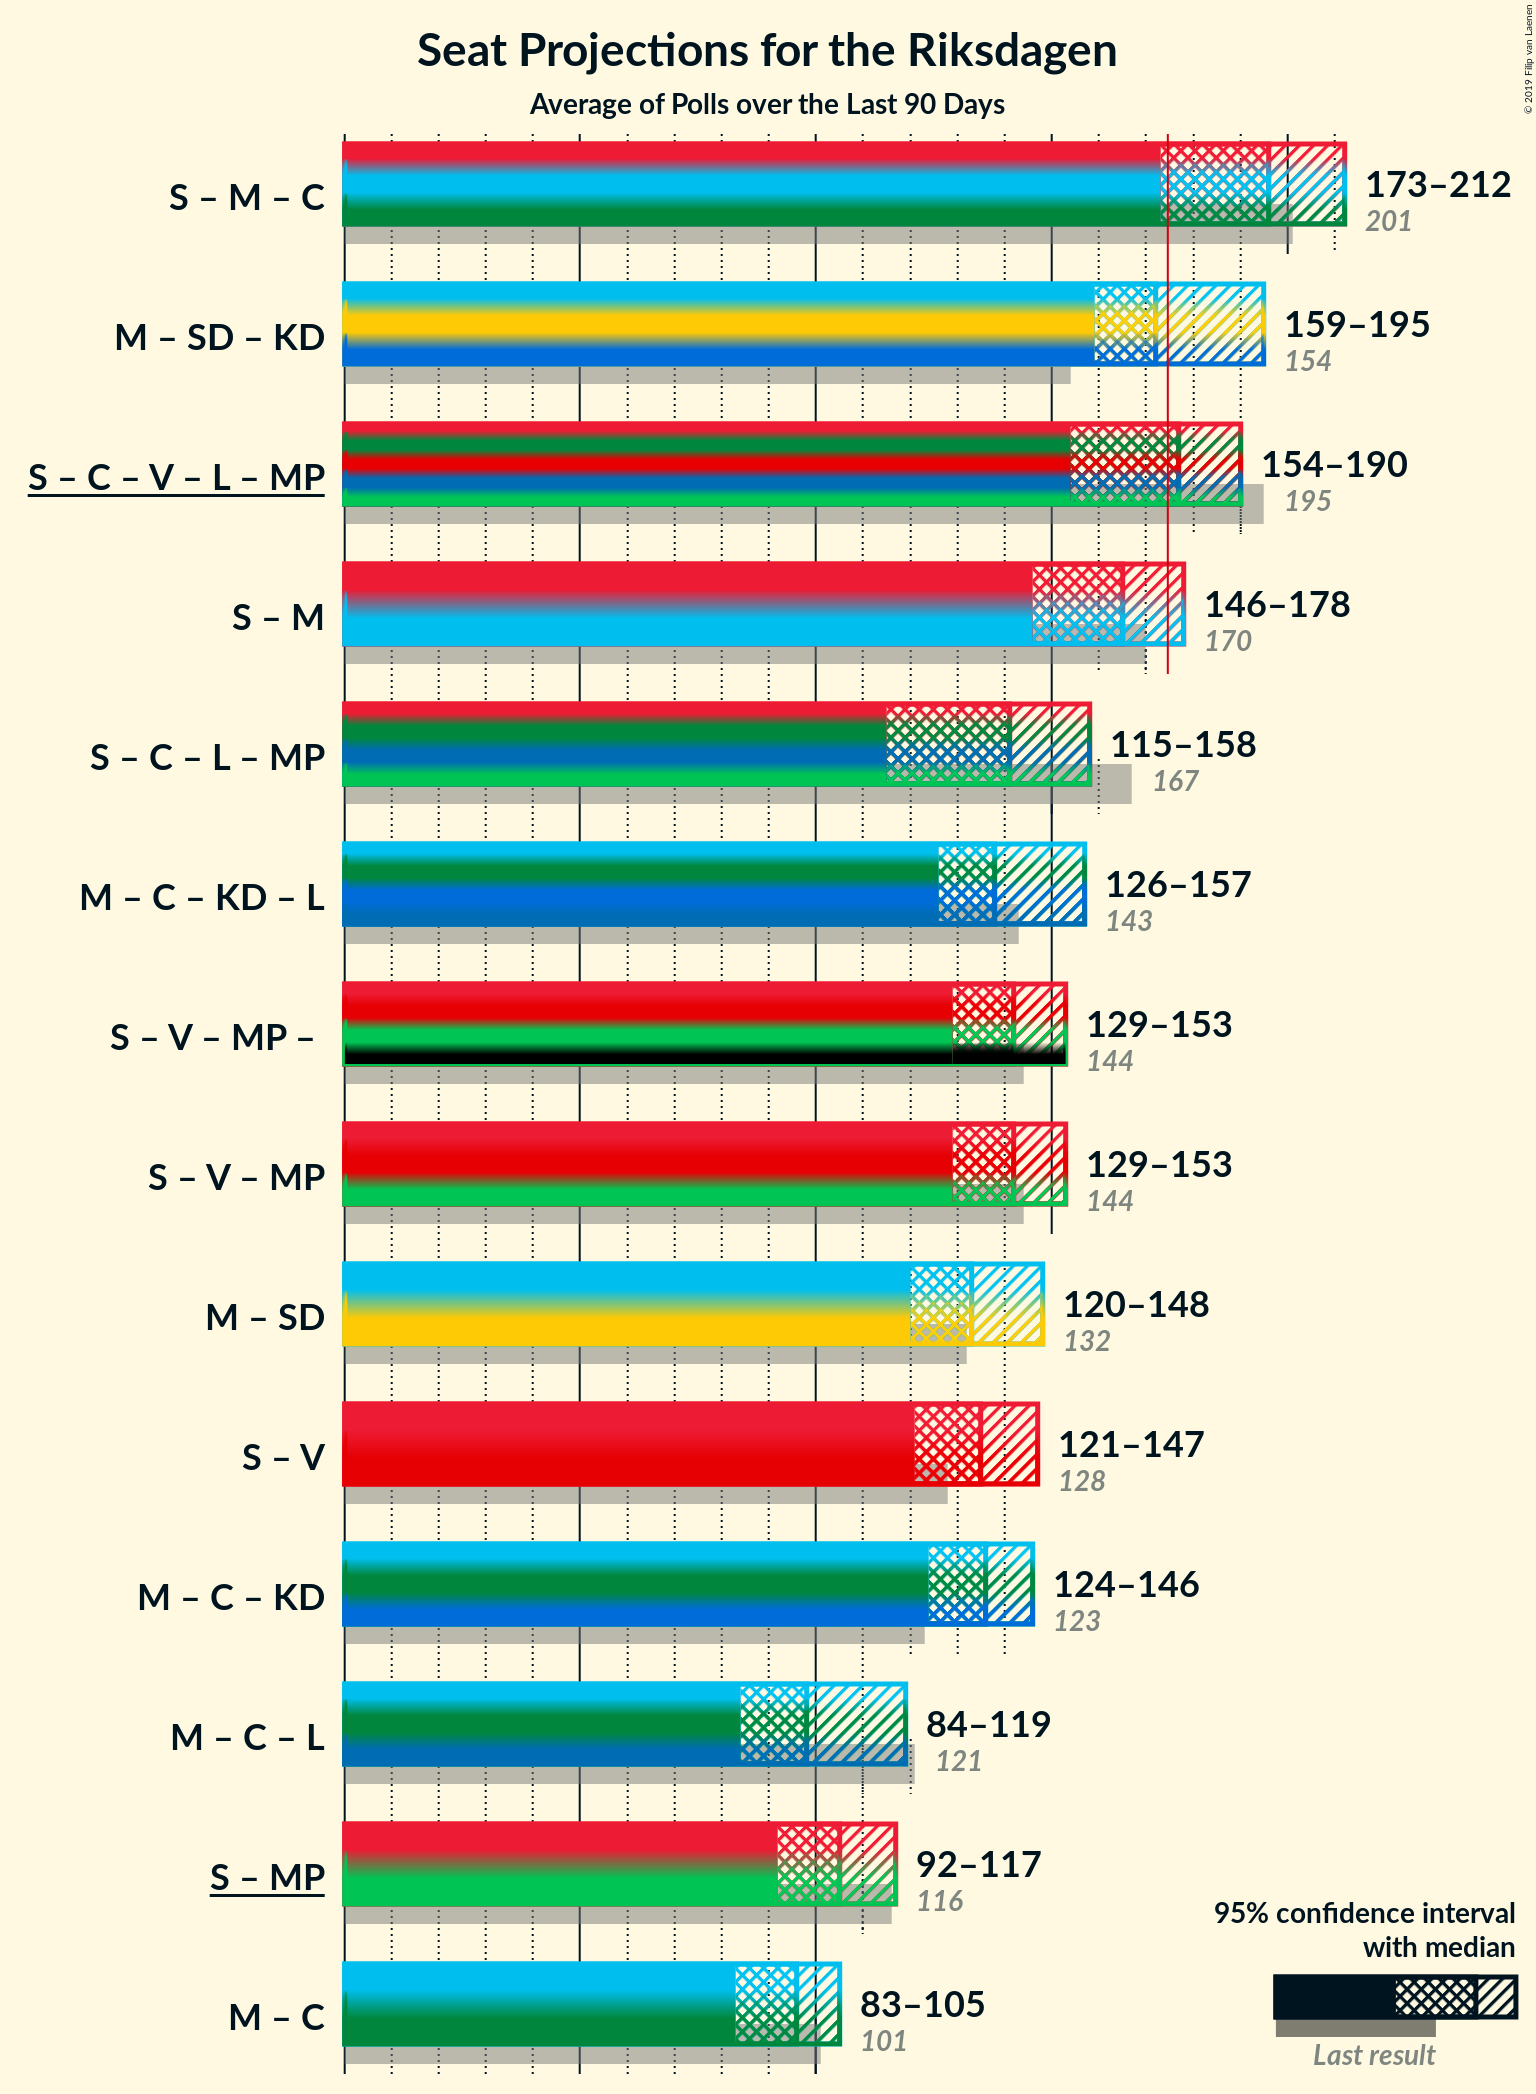 Seat Projections for the Riksdagen
Average of Polls over the Last 90 Days
© 2019 Filip van Laenen
S – M – C
173–212
201
M – SD – KD
159–195
154
S – C – V – L – MP
154–190
195
S – M
146–178
170
S – C – L – MP
115–158
167
M – C – KD – L
126–157
143
S – V – MP –
129–153
144
S – V – MP
129–153
144
M – SD
120–148
132
S – V
121–147
128
M – C – KD
124–146
123
M – C – L
84–119
121
S – MP
92–117
116
M – C
83–105
101
95% confidence interval
with median
Last result